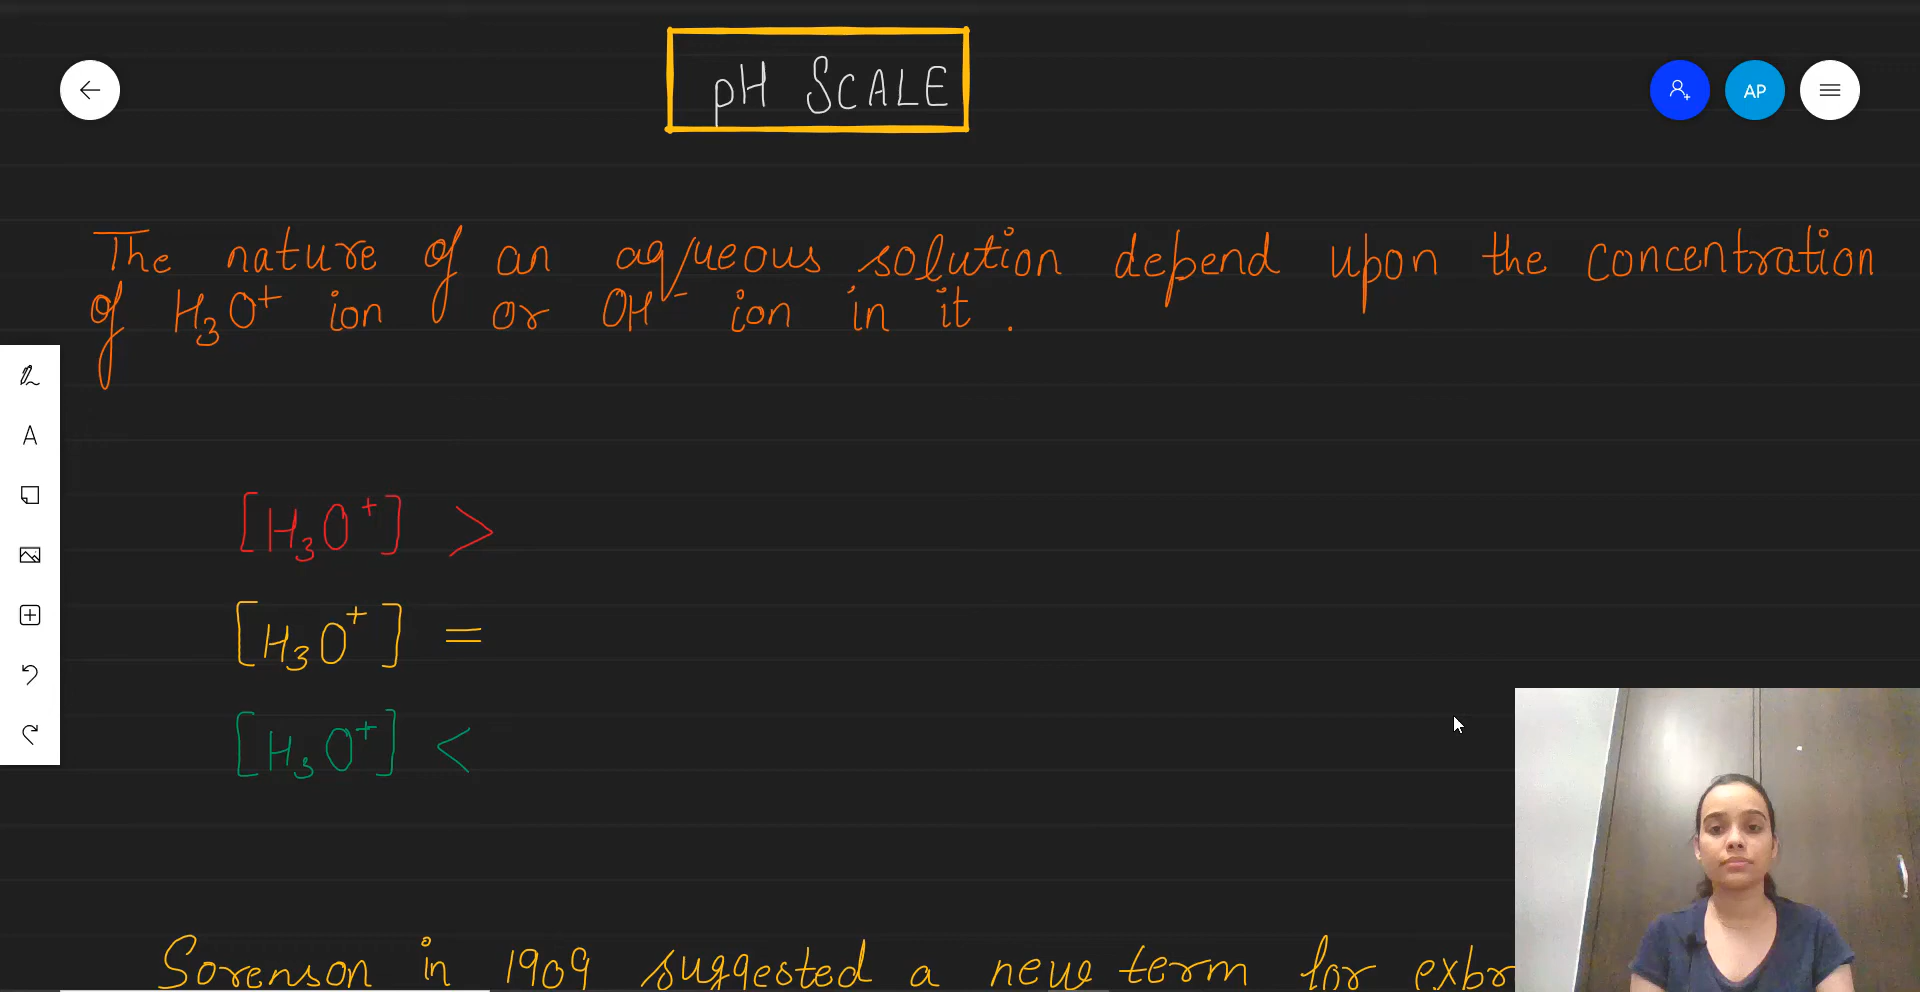 pH SCALE
AP
The nature of an aqueous solution depend upon the concentration
of H₃O⁺ ion or OH⁻ ion in it.
A
[H₃O⁺] >
[H₃O⁺] =
[H₃O⁺] <
Sorenson in 1909 suggested a new term for